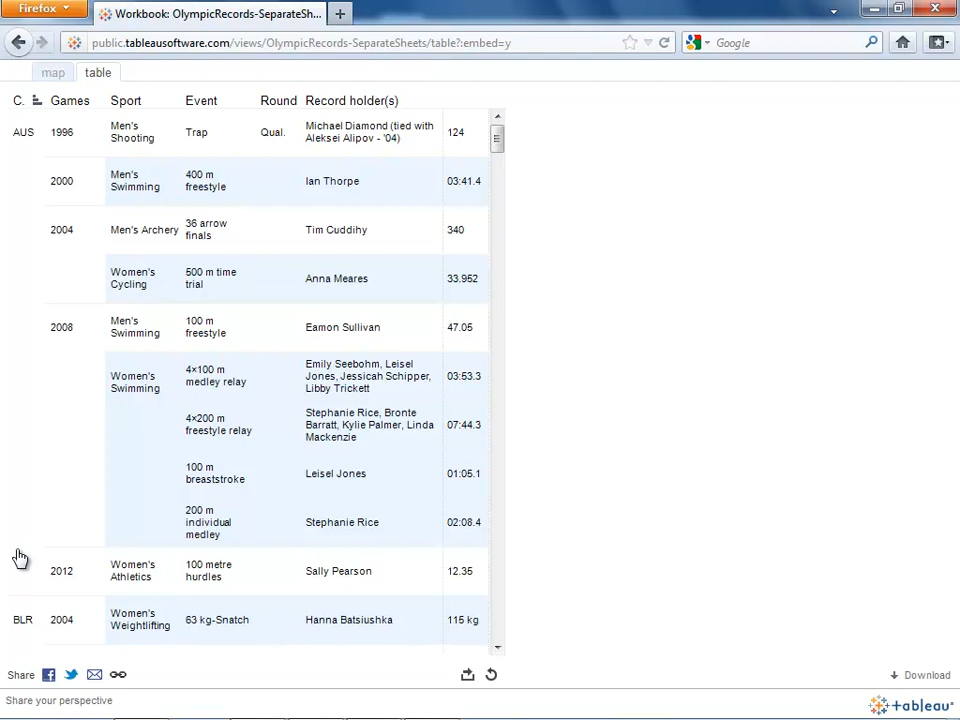 Firefox
Workbook: OlympicRecords-SeparateSheets/t...
public.tableausoftware.com/views/OlympicRecords-SeparateSheets/table?:embed=y
Google
map
table
C. Games Sport Event Round Record holder(s)
AUS 1996 Men's Shooting Trap Qual. Michael Diamond (tied with Aleksei Alipov - '04) 124
2000 Men's Swimming 400 m freestyle Ian Thorpe 03:41.4
2004 Men's Archery 36 arrow finals Tim Cuddihy 340
Women's Cycling 500 m time trial Anna Meares 33.952
2008 Men's Swimming 100 m freestyle Eamon Sullivan 47.05
Women's Swimming 4×100 m medley relay Emily Seebohm, Leisel Jones, Jessicah Schipper, Libby Trickett 03:53.3
4×200 m freestyle relay Stephanie Rice, Bronte Barratt, Kylie Palmer, Linda Mackenzie 07:44.3
100 m breaststroke Leisel Jones 01:05.1
200 m individual medley Stephanie Rice 02:08.4
2012 Women's Athletics 100 metre hurdles Sally Pearson 12.35
BLR 2004 Women's Weightlifting 63 kg-Snatch Hanna Batsiushka 115 kg
Share
Download
Share your perspective
+ableau